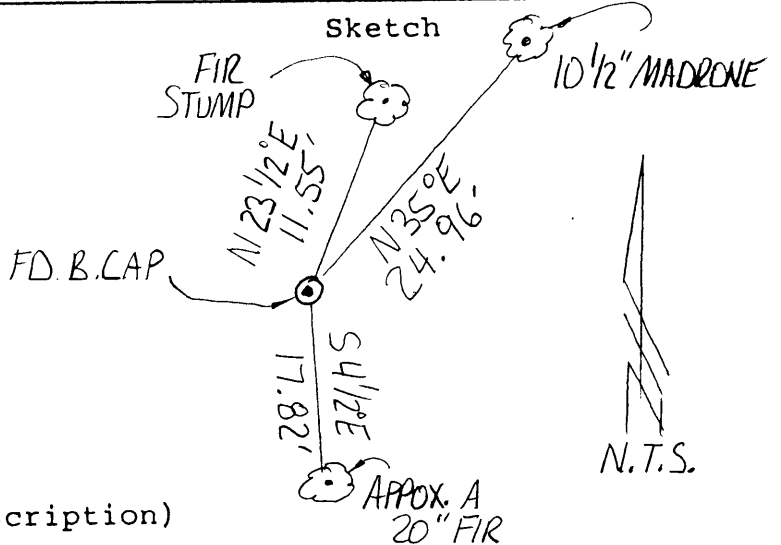 Sketch
FIR
STUMP
10 1/2" MADRONE
N 23 1/2° E
11.55'
N 35° E
24.96'
FD. B. CAP
S 4 1/2 E
17.82'
N.T.S.
APPOX. A
20" FIR
cription)